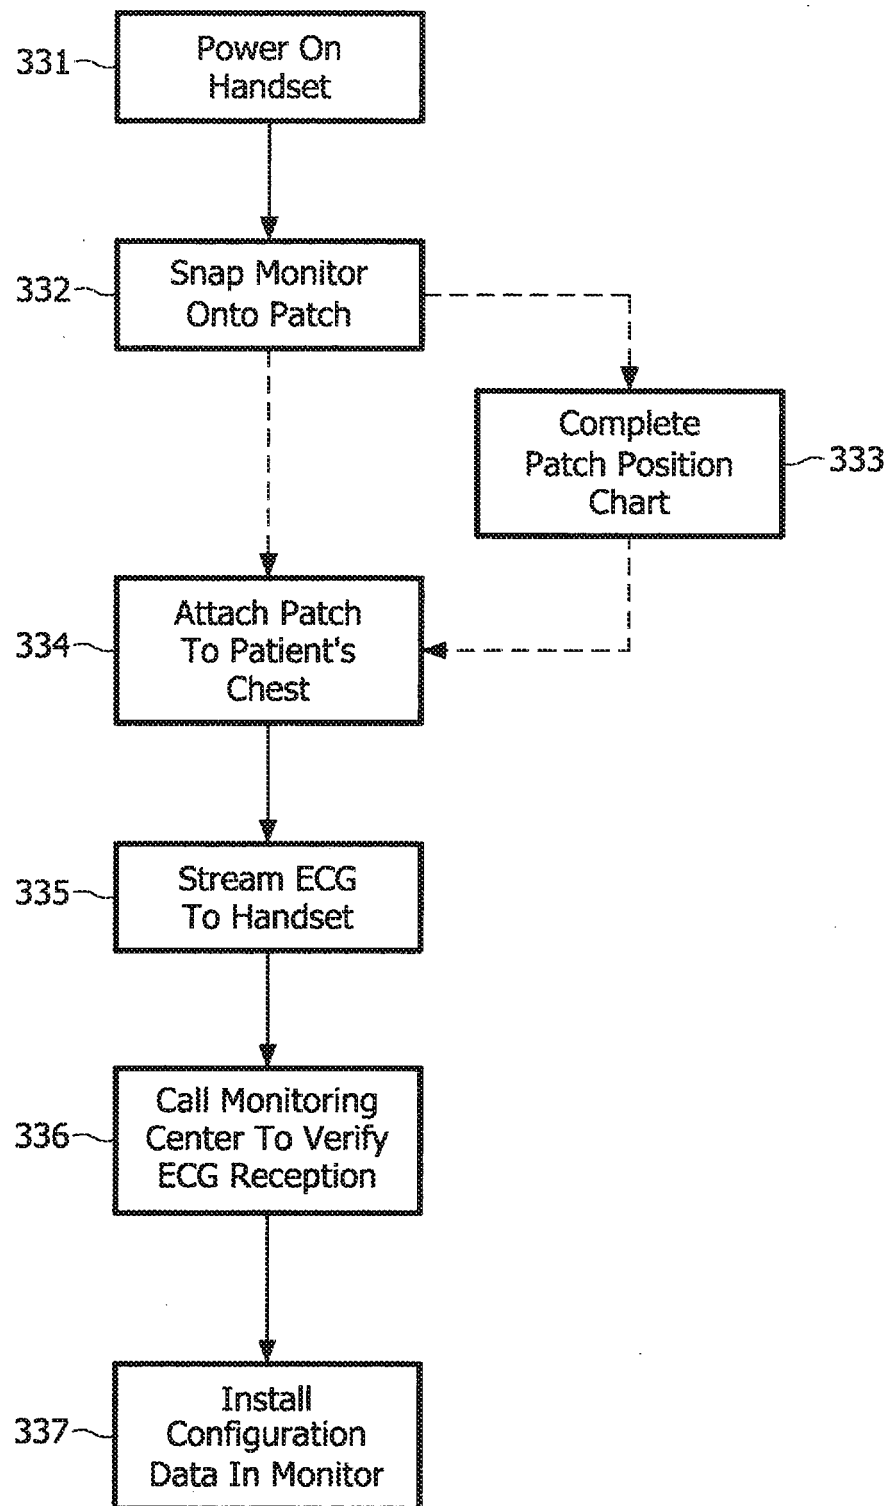 331
Power On
Handset
332
Snap Monitor
Onto Patch
Complete
Patch Position
Chart
333
334
Attach Patch
To Patient's
Chest
335
Stream ECG
To Handset
336
Call Monitoring
Center To Verify
ECG Reception
337
Install
Configuration
Data In Monitor